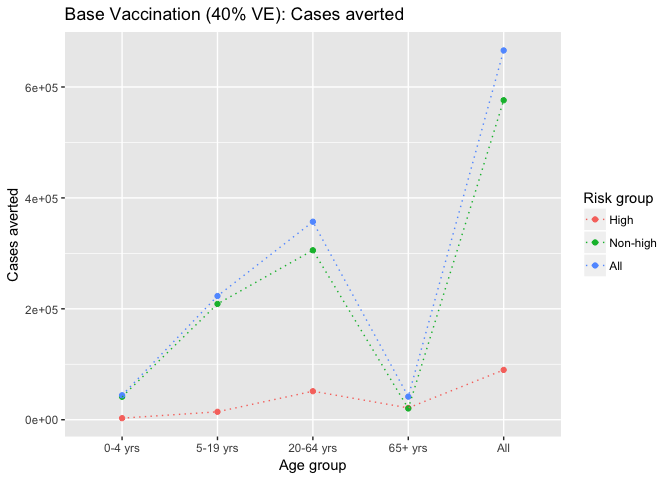 Base Vaccination (40% VE): Cases averted
Cases averted
6e+05
4e+05
2e+05
0e+00
0-4 yrs
5-19 yrs
20-64 yrs
65+ yrs
All
Age group
Risk group
High
Non-high
All